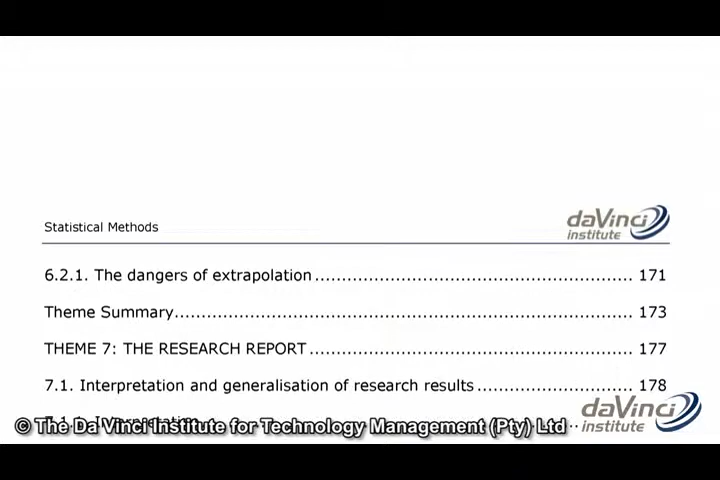 daVinci
institute
Statistical Methods
6.2.1. The dangers of extrapolation 171
Theme Summary 173
THEME 7: THE RESEARCH REPORT 177
7.1. Interpretation and generalisation of research results 178
© The Da Vinci Institute for Technology Management (Pty) Ltd
daVinci
institute